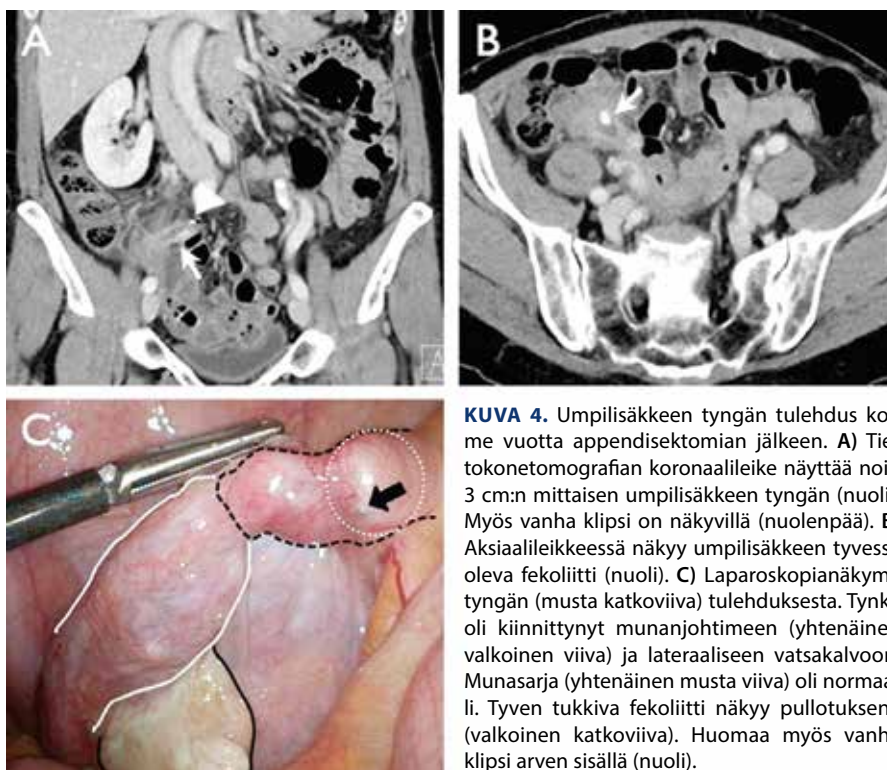 A
B
A
C
KUVA 4. Umpilisäkkeen tyngän tulehdus ko
me vuotta appendisektomian jälkeen. A) Tie
tokonetomografian koronaalileike näyttää noi
3 cm:n mittaisen umpilisäkkeen tyngän (nuoli
Myös vanha klipsi on näkyvillä (nuolenpää). B
Aksiaalileikkeessä näkyy umpilisäkkeen tyvess
oleva fekoliitti (nuoli). C) Laparoskopianäkym
tyngän (musta katkoviiva) tulehduksesta. Tynk
oli kiinnittynyt munanjohtimeen (yhtenäine
valkoinen viiva) ja lateraaliseen vatsakalvoon
Munasarja (yhtenäinen musta viiva) oli normaa
li. Tyven tukkiva fekoliitti näkyy pullotuksen
(valkoinen katkoviiva). Huomaa myös vanh
klipsi arven sisällä (nuoli).